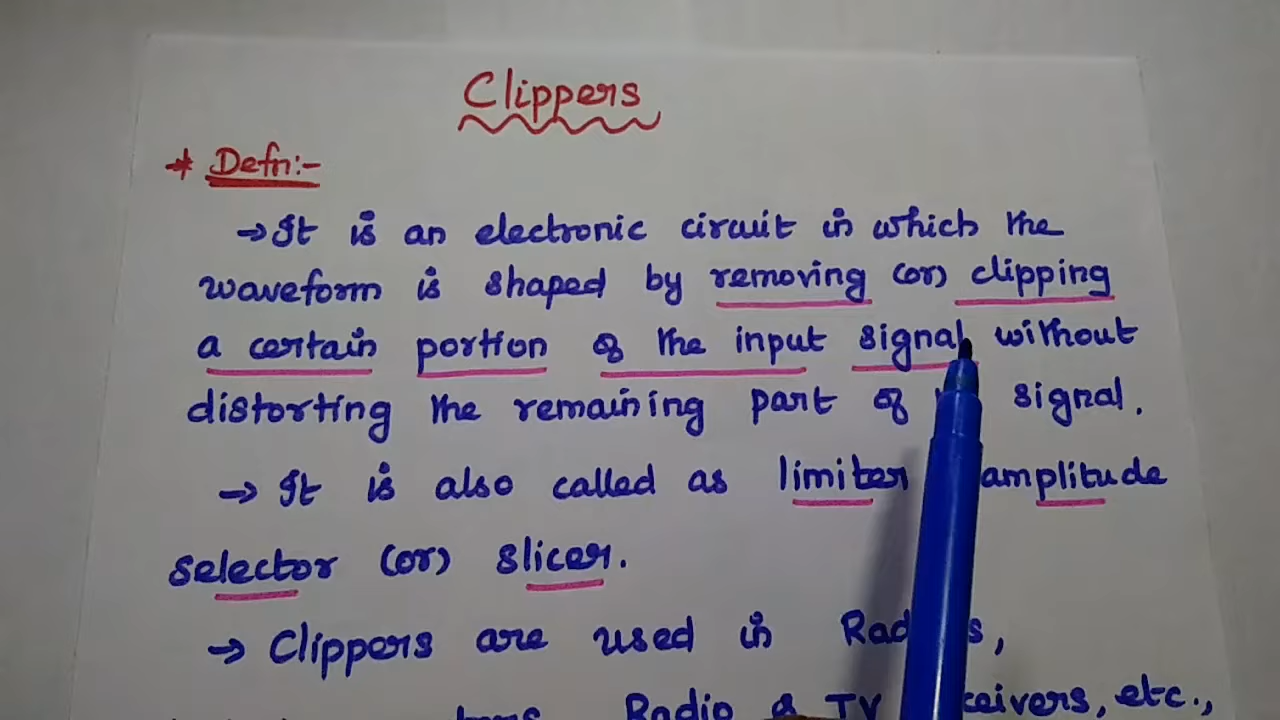 Clippers
* Defn:-
→ It is an electronic circuit in which the
waveform is shaped by removing (or) clipping
a certain portion of the input signal without
distorting the remaining part of signal.
→ It is also called as limiter amplitude
selector (or) slicer.
→ Clippers are used in
Radio & TV etc.,